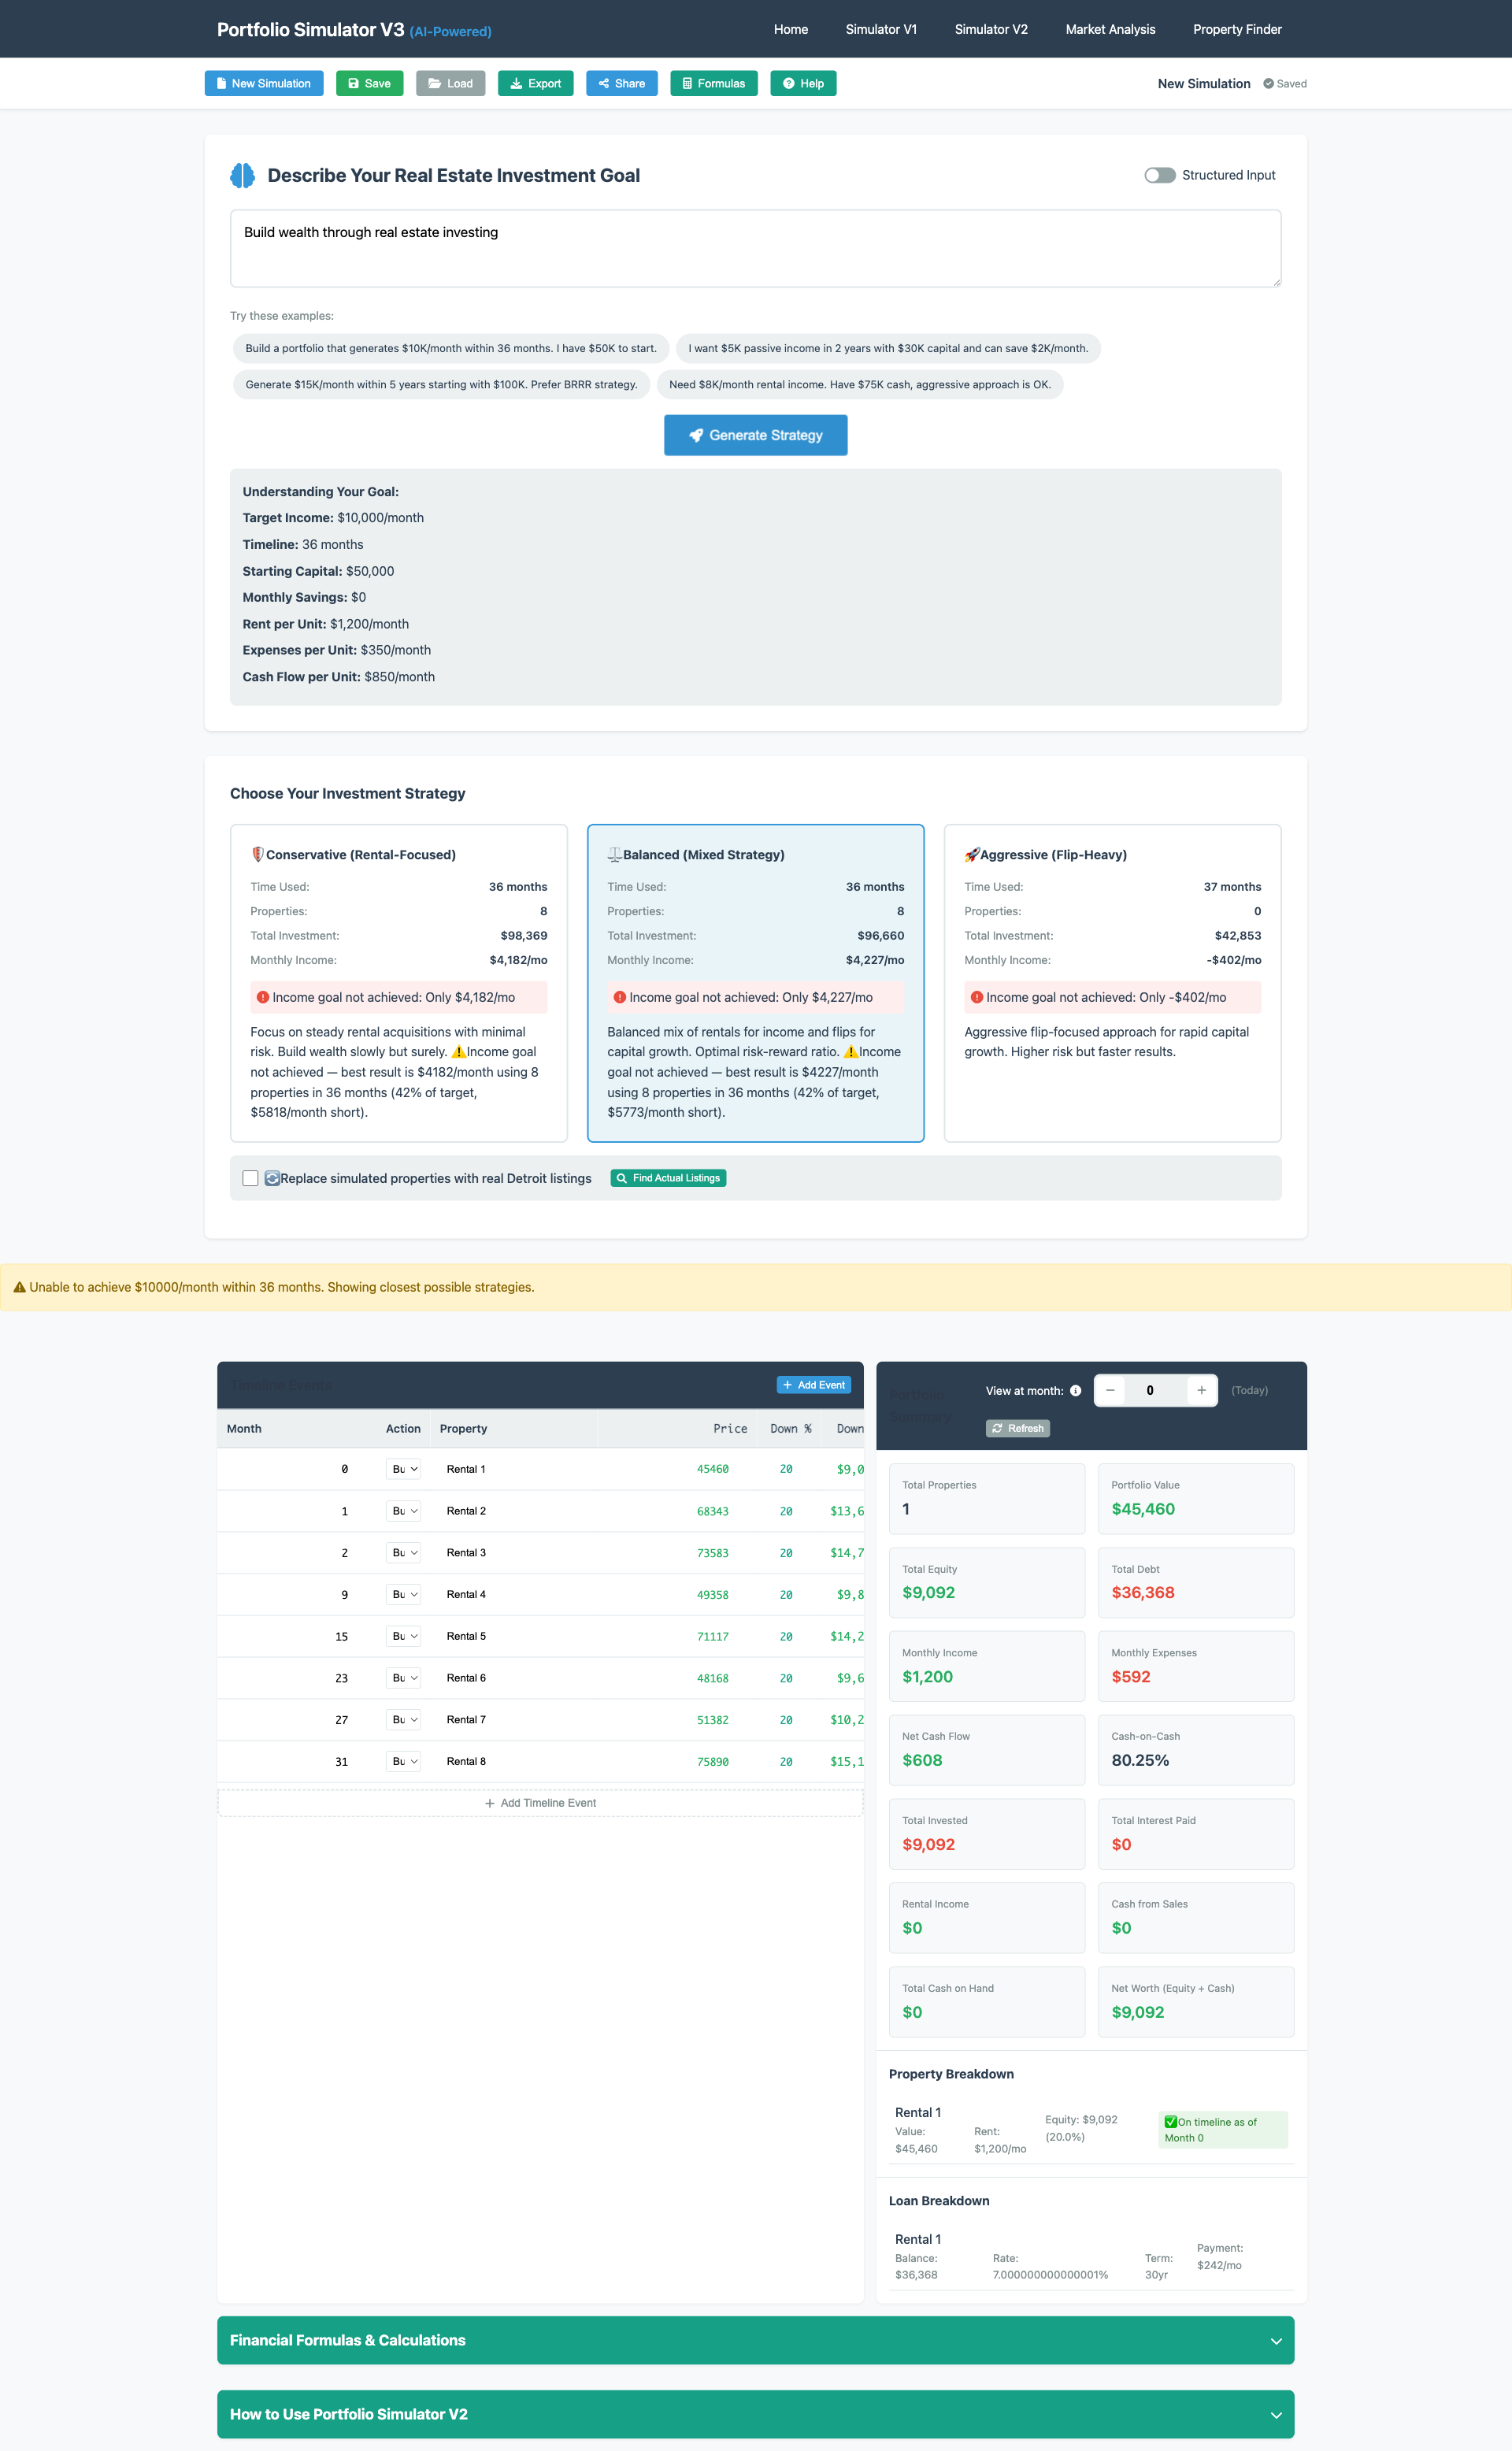 Portfolio Simulator V3 (AI-Powered)
Home Simulator V1 Simulator V2 Market Analysis Property Finder
New Simulation Save Load Export Share Formulas Help
New Simulation Saved
Describe Your Real Estate Investment Goal
Structured Input
Build wealth through real estate investing
Try these examples:
Build a portfolio that generates $10K/month within 36 months. I have $50K to start.
I want $5K passive income in 2 years with $30K capital and can save $2K/month.
Generate $15K/month within 5 years starting with $100K. Prefer BRRR strategy.
Need $8K/month rental income. Have $75K cash, aggressive approach is OK.
Generate Strategy
Understanding Your Goal:
Target Income: $10,000/month
Timeline: 36 months
Starting Capital: $50,000
Monthly Savings: $0
Rent per Unit: $1,200/month
Expenses per Unit: $350/month
Cash Flow per Unit: $850/month
Choose Your Investment Strategy
Conservative (Rental-Focused)
Time Used: 36 months
Properties: 8
Total Investment: $98,369
Monthly Income: $4,182/mo
Income goal not achieved: Only $4,182/mo
Focus on steady rental acquisitions with minimal
risk. Build wealth slowly but surely. ⚠️Income goal
not achieved — best result is $4182/month using 8
properties in 36 months (42% of target,
$5818/month short).
Balanced (Mixed Strategy)
Time Used: 36 months
Properties: 8
Total Investment: $96,660
Monthly Income: $4,227/mo
Income goal not achieved: Only $4,227/mo
Balanced mix of rentals for income and flips for
capital growth. Optimal risk-reward ratio. ⚠️Income
goal not achieved — best result is $4227/month
using 8 properties in 36 months (42% of target,
$5773/month short).
Aggressive (Flip-Heavy)
Time Used: 37 months
Properties: 0
Total Investment: $42,853
Monthly Income: -$402/mo
Income goal not achieved: Only -$402/mo
Aggressive flip-focused approach for rapid capital
growth. Higher risk but faster results.
Replace simulated properties with real Detroit listings
Find Actual Listings
Unable to achieve $10000/month within 36 months. Showing closest possible strategies.
Timeline Events
+ Add Event
Month Action Property Price Down % Down
0 Bu Rental 1 45460 20 $9,0
1 Bu Rental 2 68343 20 $13,6
2 Bu Rental 3 73583 20 $14,7
9 Bu Rental 4 49358 20 $9,8
15 Bu Rental 5 71117 20 $14,2
23 Bu Rental 6 48168 20 $9,6
27 Bu Rental 7 51382 20 $10,2
31 Bu Rental 8 75890 20 $15,1
+ Add Timeline Event
Portfolio
Summary
View at month: − 0 + (Today)
Refresh
Total Properties
1
Portfolio Value
$45,460
Total Equity
$9,092
Total Debt
$36,368
Monthly Income
$1,200
Monthly Expenses
$592
Net Cash Flow
$608
Cash-on-Cash
80.25%
Total Invested
$9,092
Total Interest Paid
$0
Rental Income
$0
Cash from Sales
$0
Total Cash on Hand
$0
Net Worth (Equity + Cash)
$9,092
Property Breakdown
Rental 1
Value:
$45,460
Rent:
$1,200/mo
Equity: $9,092
(20.0%)
✅On timeline as of
Month 0
Loan Breakdown
Rental 1
Balance:
$36,368
Rate:
7.000000000000001%
Term:
30yr
Payment:
$242/mo
Financial Formulas & Calculations
How to Use Portfolio Simulator V2